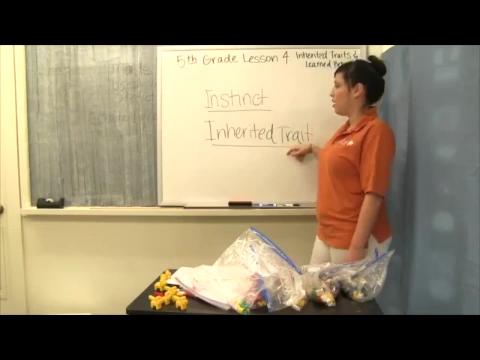 5th Grade Lesson 4 Inherited Traits &
Learned
Instinct
Inherited Trait